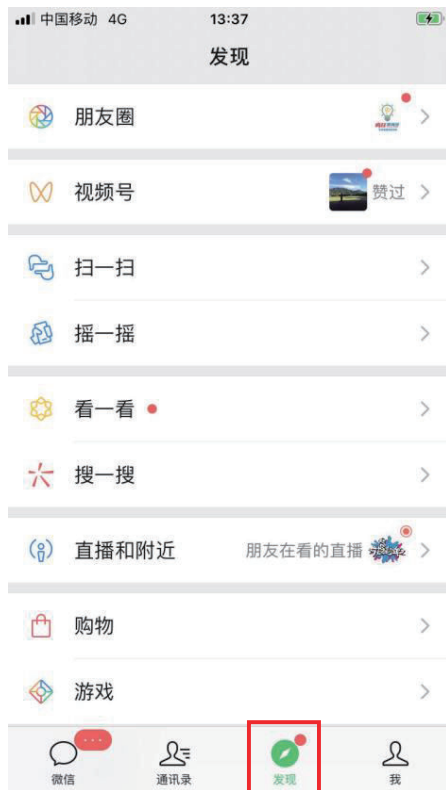 中国移动 4G 13:37
发现
朋友圈
视频号 赞过
扫一扫
摇一摇
看一看
搜一搜
直播和附近 朋友在看的直播
购物
游戏
微信 通讯录 发现 我